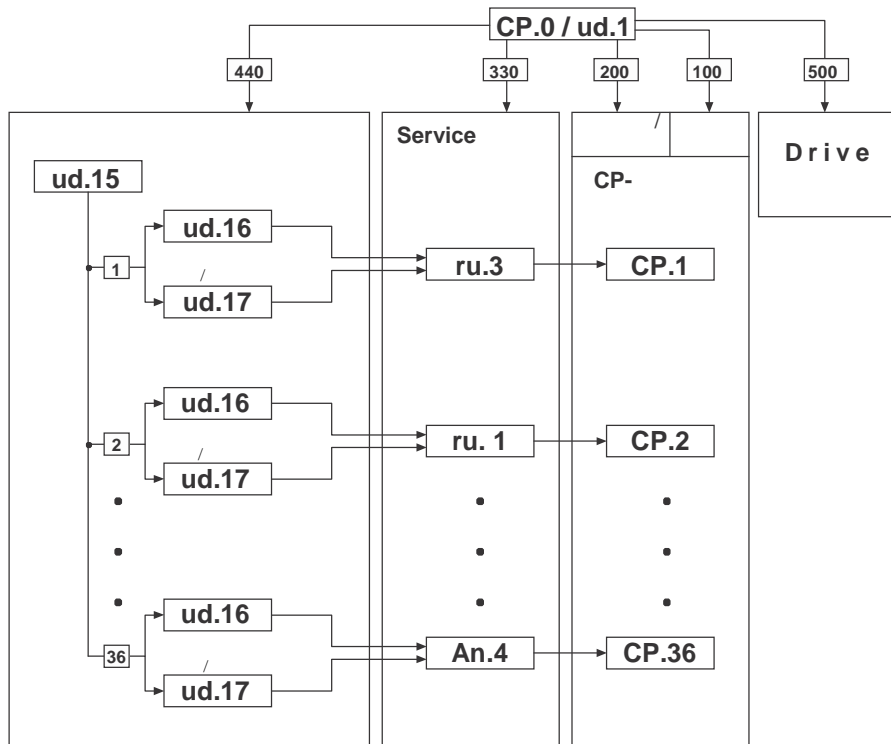 CP.0 / ud.1
440
330
200
100
500
Service
/
Drive
CP-
ud.15
ud.16
1
/
ud.17
ru.3
CP.1
ud.16
2
/
ud.17
ru. 1
CP.2
ud.16
36
/
ud.17
An.4
CP.36